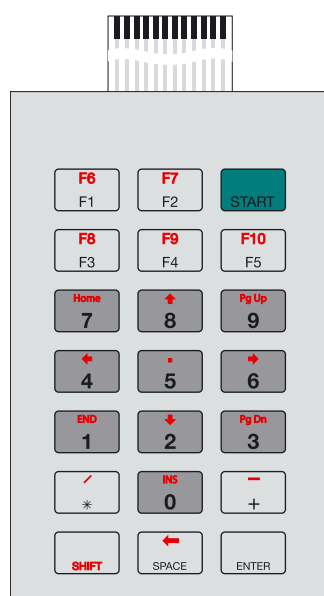 F6 F7
F1 F2 START
F8 F9 F10
F3 F4 F5
Home ↑ Pg Up
7 8 9
← . →
4 5 6
END ↓ Pg Dn
1 2 3
/ INS −
* 0 +
←
SHIFT SPACE ENTER